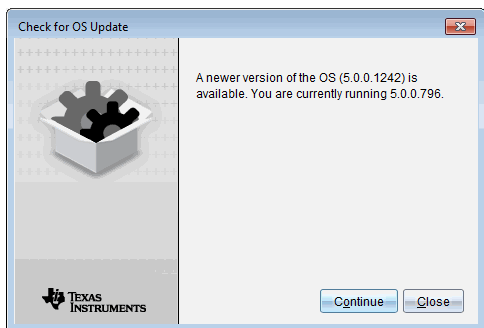 Check for OS Update
A newer version of the OS (5.0.0.1242) is
available. You are currently running 5.0.0.796.
TEXAS
INSTRUMENTS
Continue
Close